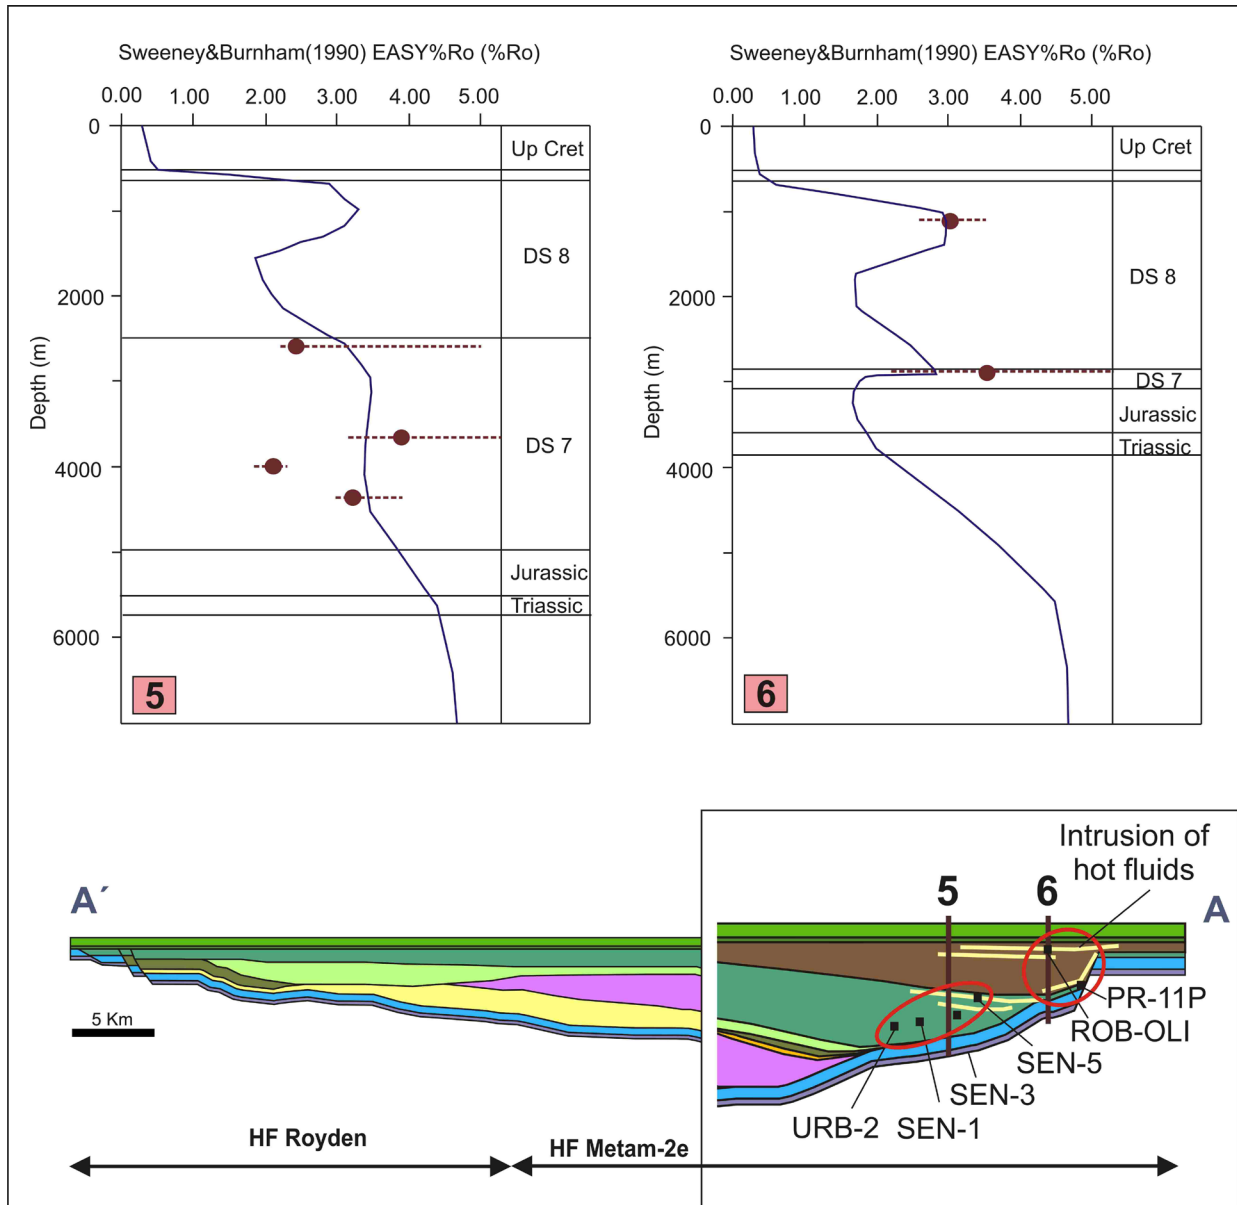 Sweeney&Burnham(1990) EASY%Ro (%Ro)
0.00 1.00 2.00 3.00 4.00 5.00
0
2000
4000
6000
Depth (m)
Up Cret
DS 8
DS 7
Jurassic
Triassic
5
Sweeney&Burnham(1990) EASY%Ro (%Ro)
0.00 1.00 2.00 3.00 4.00 5.00
0
2000
4000
6000
Depth (m)
Up Cret
DS 8
DS 7
Jurassic
Triassic
6
A´
5 Km
HF Royden
HF Metam-2e
Intrusion of
hot fluids
5
6
A
PR-11P
ROB-OLI
SEN-5
SEN-3
URB-2 SEN-1